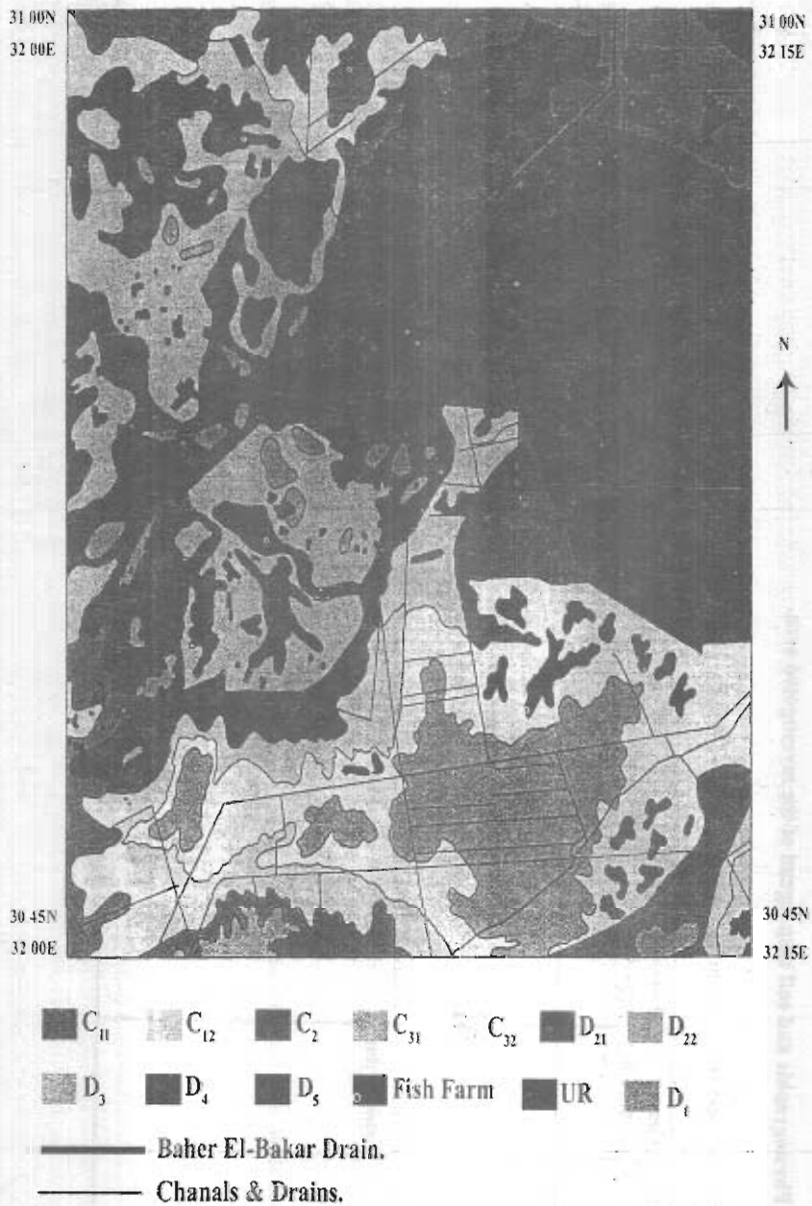 31 00N 31 00N
32 00E 32 15E
N
30 45N 30 45N
32 00E 32 15E
C11 C12 C2 C31 C32 D21 D22
D3 D4 D5 Fish Farm UR
Baher El-Bakar Drain.
Chanals & Drains.